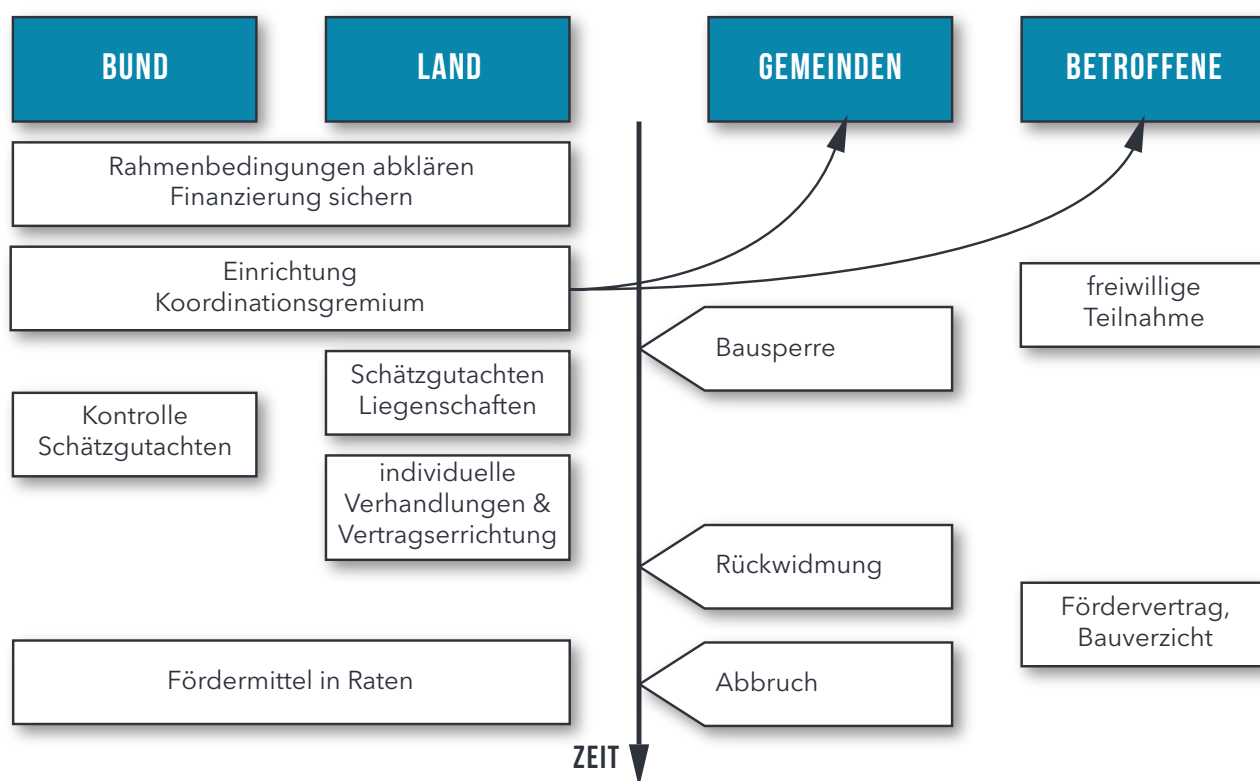 BUND
LAND
GEMEINDEN
BETROFFENE
Rahmenbedingungen abklären
Finanzierung sichern
Einrichtung
Koordinationsgremium
freiwillige
Teilnahme
Bausperre
Schätzgutachten
Liegenschaften
Kontrolle
Schätzgutachten
individuelle
Verhandlungen &
Vertragserrichtung
Rückwidmung
Fördervertrag,
Bauverzicht
Fördermittel in Raten
Abbruch
ZEIT